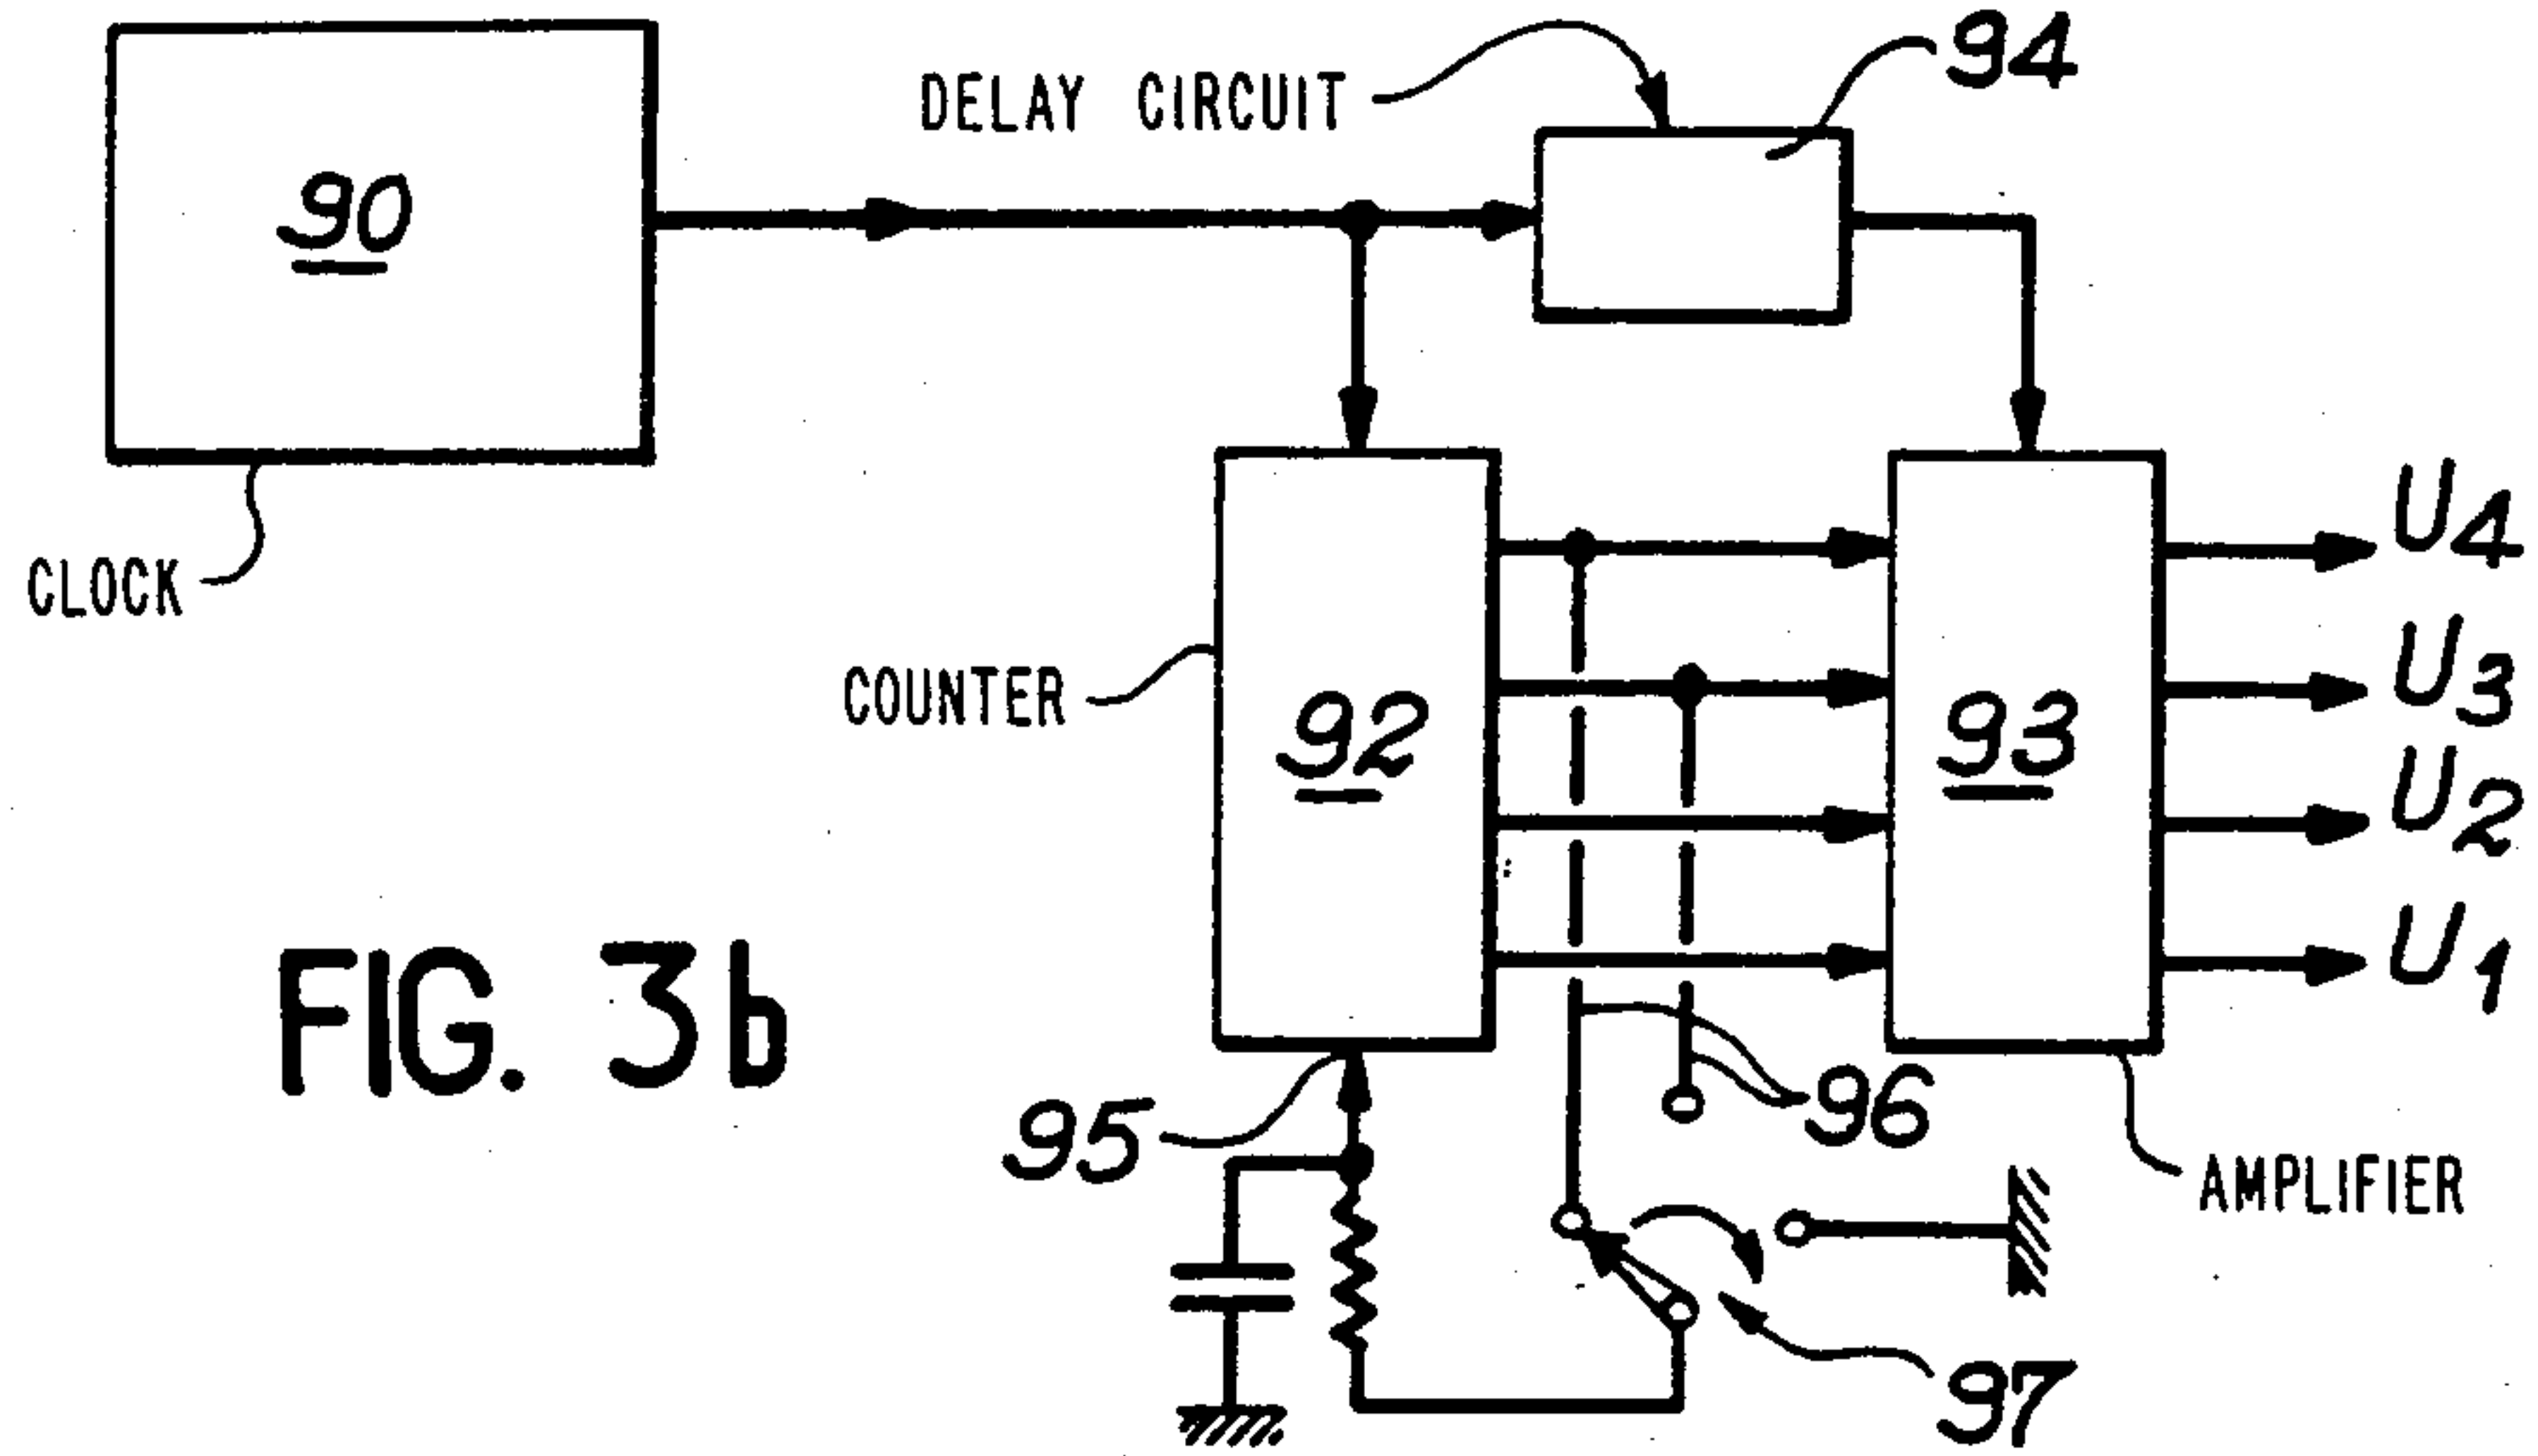 94
DELAY CIRCUIT
90
CLOCK
U4
COUNTER
92
93
U3
U2
U1
FIG. 3b
95
96
AMPLIFIER
97